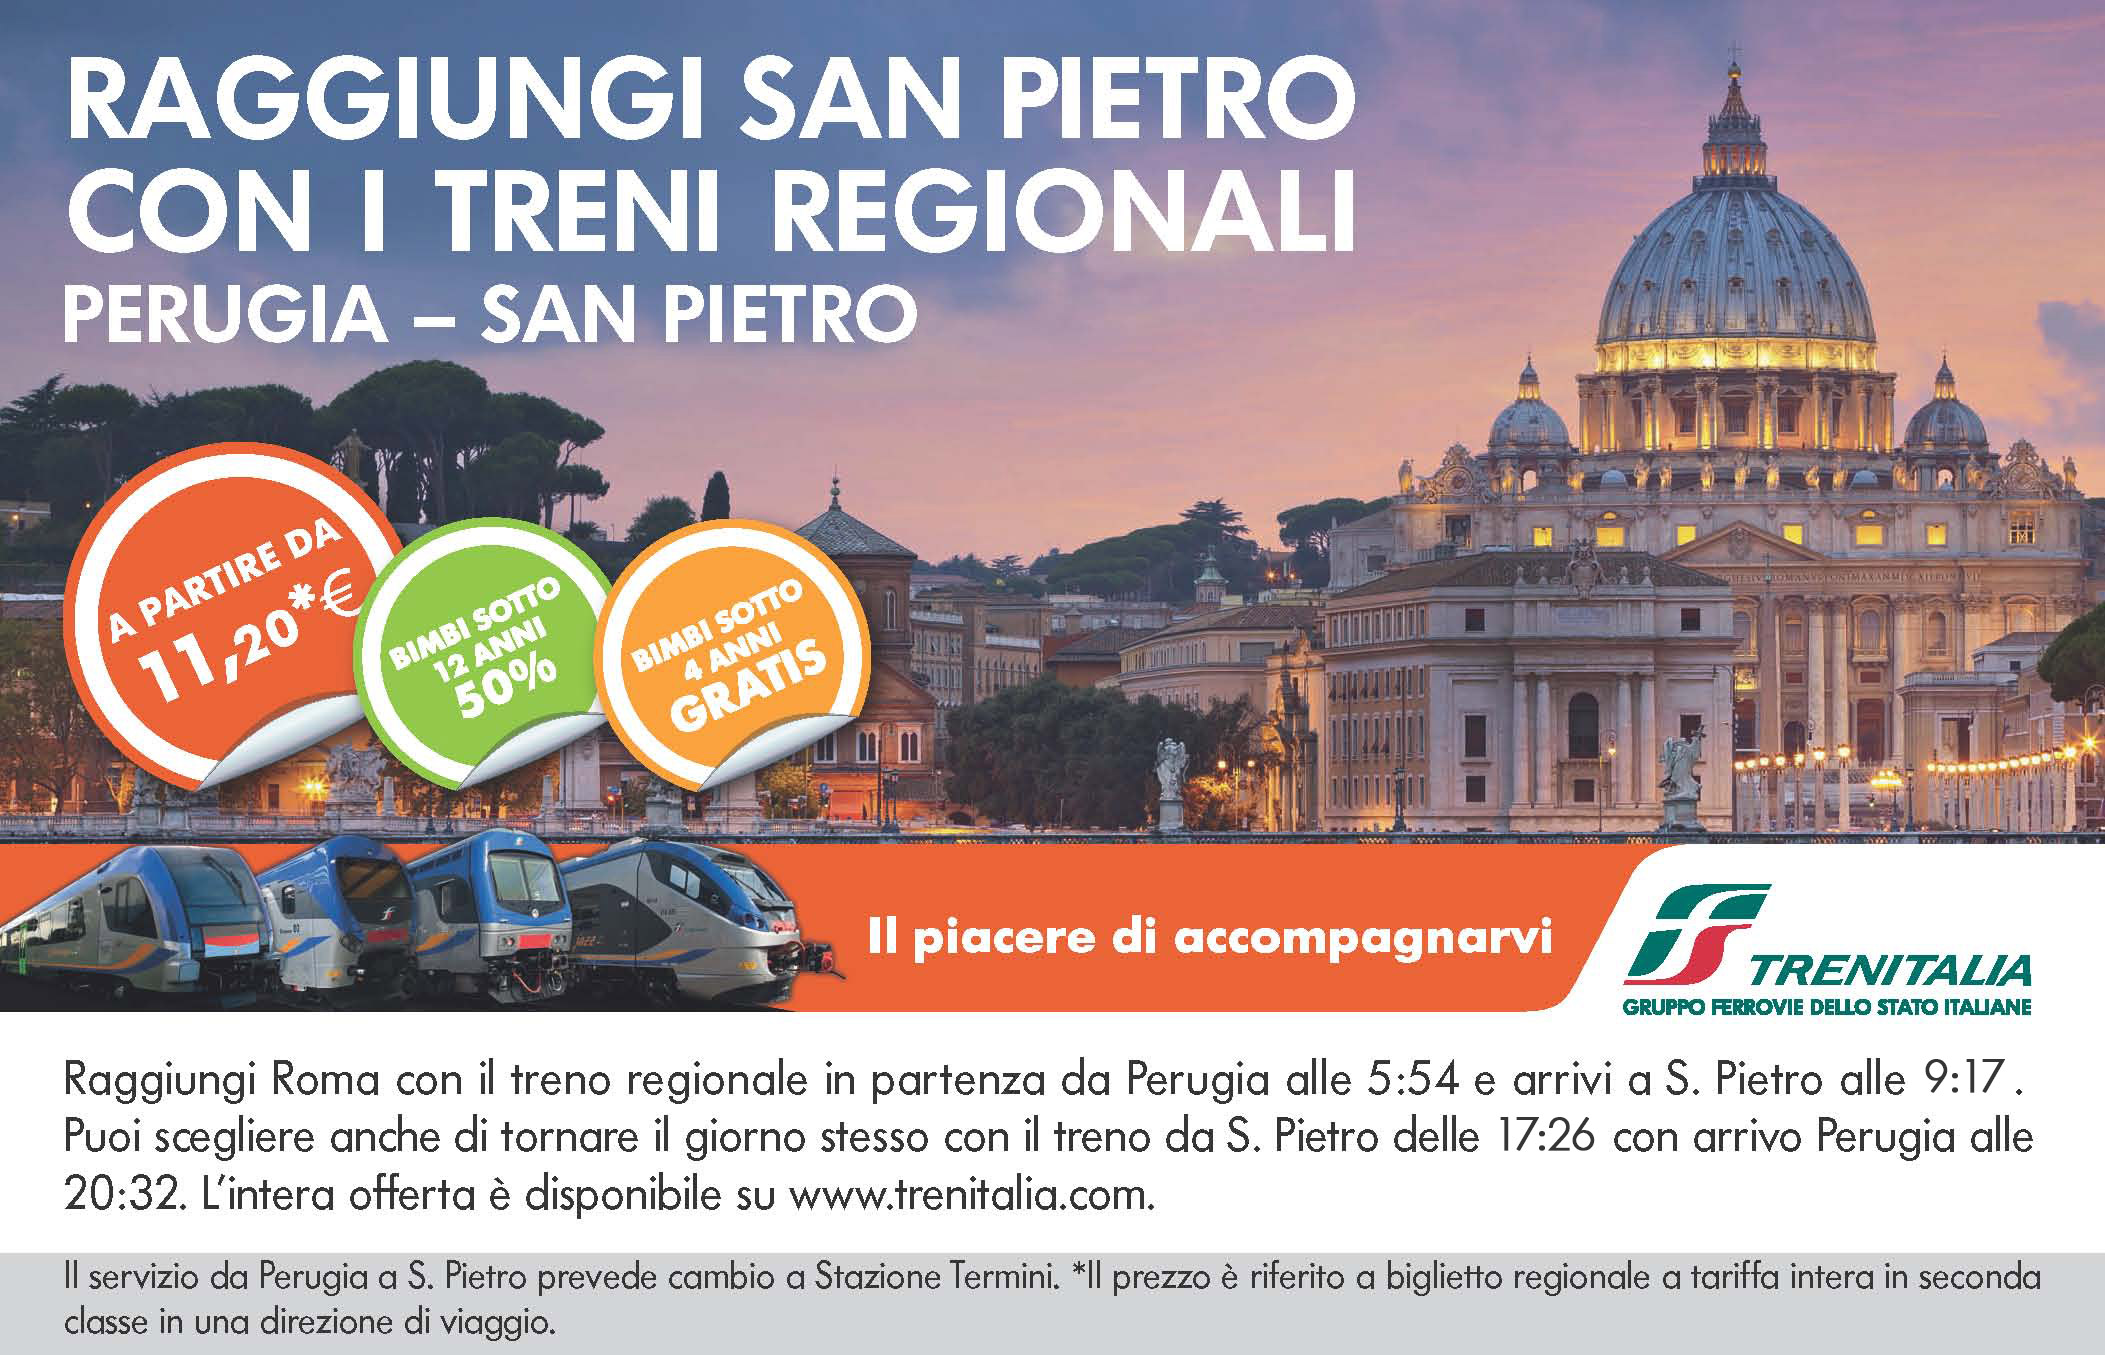 RAGGIUNGI SAN PIETRO
CON I TRENI REGIONALI
PERUGIA – SAN PIETRO
A PARTIRE DA
11,20*€
BIMBI SOTTO
12 ANNI
50%
BIMBI SOTTO
4 ANNI
GRATIS
Il piacere di accompagnarvi
TRENITALIA
GRUPPO FERROVIE DELLO STATO ITALIANE
Raggiungi Roma con il treno regionale in partenza da Perugia alle 5:54 e arrivi a S. Pietro alle 9:17 .
Puoi scegliere anche di tornare il giorno stesso con il treno da S. Pietro delle 17:26 con arrivo Perugia alle
20:32. L’intera offerta è disponibile su www.trenitalia.com.
Il servizio da Perugia a S. Pietro prevede cambio a Stazione Termini. *Il prezzo è riferito a biglietto regionale a tariffa intera in seconda
classe in una direzione di viaggio.